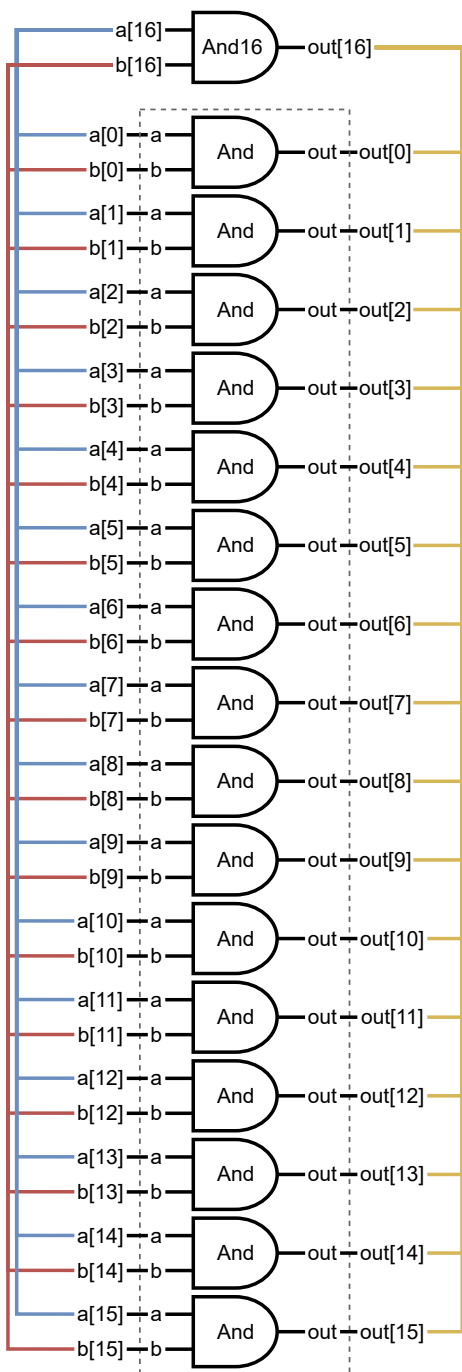 a[16] And16 out[16]
b[16]
a[0] a And out out[0]
b[0] b
a[1] a And out out[1]
b[1] b
a[2] a And out out[2]
b[2] b
a[3] a And out out[3]
b[3] b
a[4] a And out out[4]
b[4] b
a[5] a And out out[5]
b[5] b
a[6] a And out out[6]
b[6] b
a[7] a And out out[7]
b[7] b
a[8] a And out out[8]
b[8] b
a[9] a And out out[9]
b[9] b
a[10] a And out out[10]
b[10] b
a[11] a And out out[11]
b[11] b
a[12] a And out out[12]
b[12] b
a[13] a And out out[13]
b[13] b
a[14] a And out out[14]
b[14] b
a[15] a And out out[15]
b[15] b